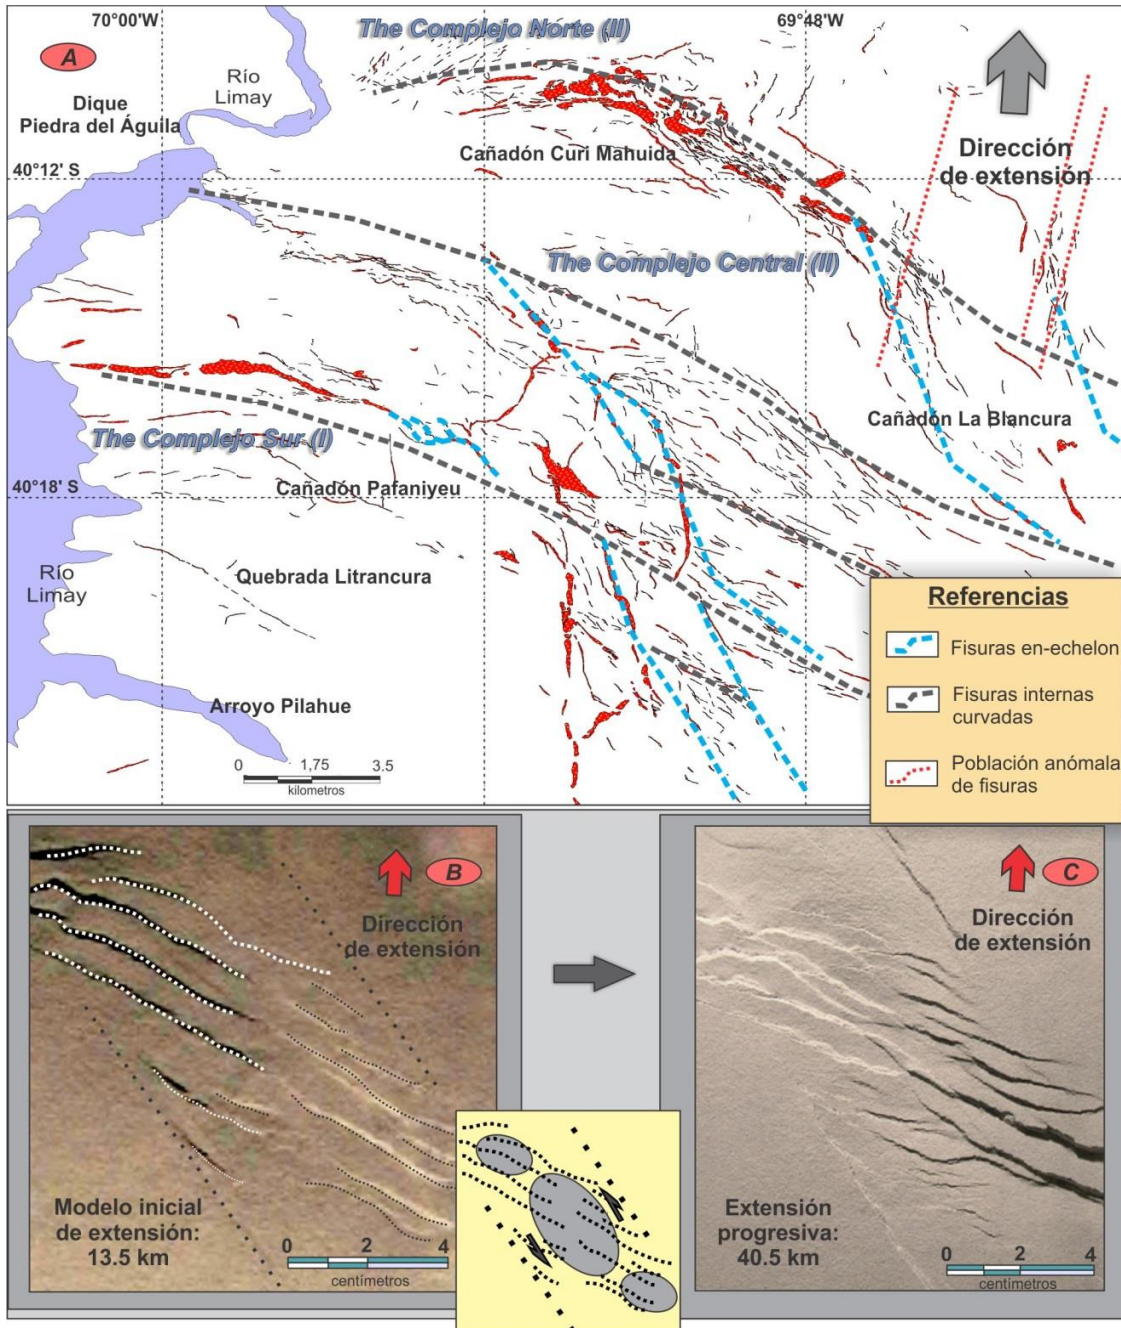 70°00'W
69°48'W
The Complejo Norte (II)
A
Río
Limay
Dique
Piedra del Águila
Cañadón Curi Mahuida
Dirección
de extensión
40°12' S
The Complejo Central (II)
Cañadón La Blancura
The Complejo Sur (I)
Cañadón Pafaniyeu
40°18' S
Río
Limay
Quebrada Litrancura
Arroyo Pilahue
0 1,75 3.5
kilometros
Referencias
Fisuras en-echelon
Fisuras internas
curvadas
Población anómala
de fisuras
B
Dirección
de extensión
Modelo inicial
de extensión:
13.5 km
0 2 4
centímetros
C
Dirección
de extensión
Extensión
progresiva:
40.5 km
0 2 4
centímetros